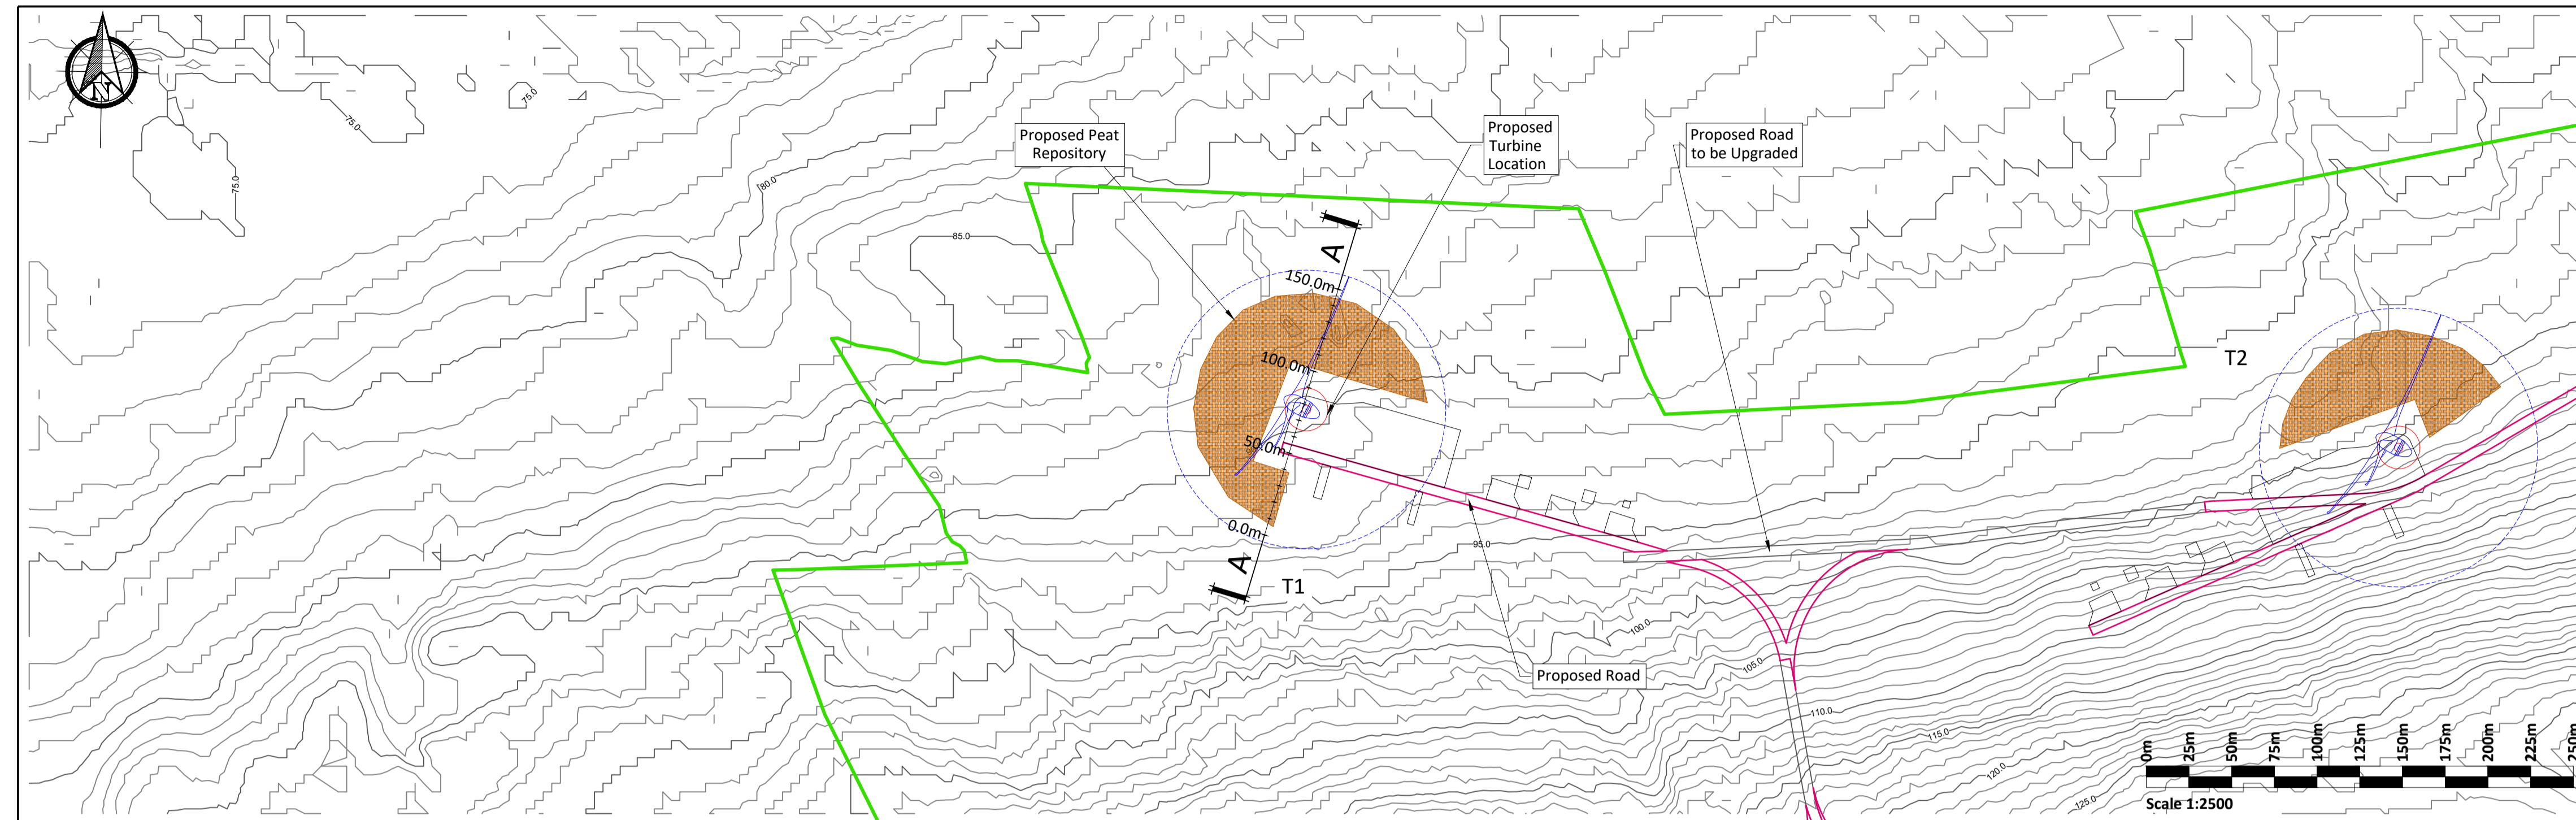 N
75.0
75.0
75.0
80.0
85.0
Proposed Peat
Repository
Proposed
Turbine
Location
Proposed Road
to be Upgraded
A
150.0m
100.0m
50.0m
0.0m
A
T1
T2
95.0
100.0
105.0
Proposed Road
110.0
115.0
120.0
125.0
0m
25m
50m
75m
100m
125m
150m
175m
200m
225m
250m
Scale 1:2500